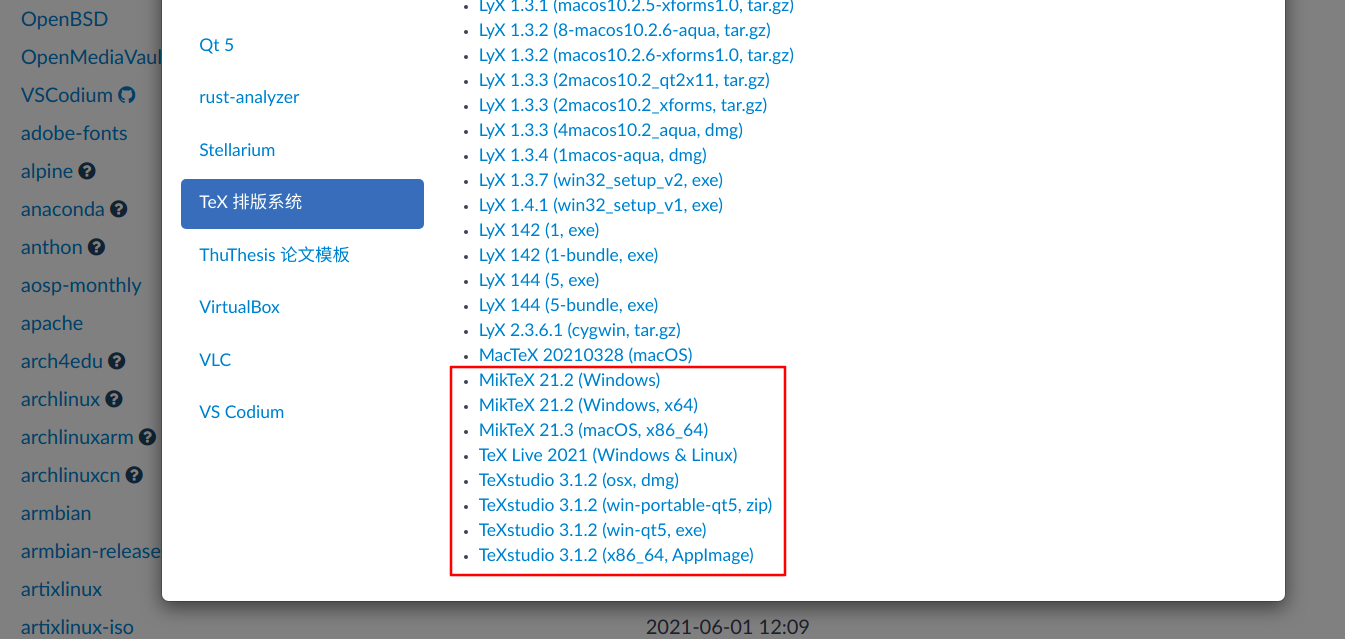 OpenBSD
OpenMediaVaul
VSCodium
adobe-fonts
alpine
anaconda
anthon
aosp-monthly
apache
arch4edu
archlinux
archlinuxarm
archlinuxcn
armbian
armbian-release
artixlinux
artixlinux-iso
Qt 5
rust-analyzer
Stellarium
TeX 排版系统
ThuThesis 论文模板
VirtualBox
VLC
VS Codium
LyX 1.3.1 (macos10.2.5-xforms1.0, tar.gz)
LyX 1.3.2 (8-macos10.2.6-aqua, tar.gz)
LyX 1.3.2 (macos10.2.6-xforms1.0, tar.gz)
LyX 1.3.3 (2macos10.2_qt2x11, tar.gz)
LyX 1.3.3 (2macos10.2_xforms, tar.gz)
LyX 1.3.3 (4macos10.2_aqua, dmg)
LyX 1.3.4 (1macos-aqua, dmg)
LyX 1.3.7 (win32_setup_v2, exe)
LyX 1.4.1 (win32_setup_v1, exe)
LyX 142 (1, exe)
LyX 142 (1-bundle, exe)
LyX 144 (5, exe)
LyX 144 (5-bundle, exe)
LyX 2.3.6.1 (cygwin, tar.gz)
MacTeX 20210328 (macOS)
MikTeX 21.2 (Windows)
MikTeX 21.2 (Windows, x64)
MikTeX 21.3 (macOS, x86_64)
TeX Live 2021 (Windows & Linux)
TeXstudio 3.1.2 (osx, dmg)
TeXstudio 3.1.2 (win-portable-qt5, zip)
TeXstudio 3.1.2 (win-qt5, exe)
TeXstudio 3.1.2 (x86_64, AppImage)
2021-06-01 12:09